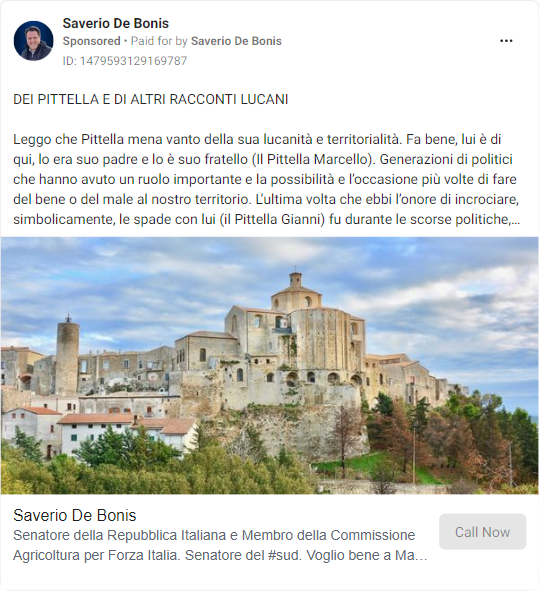 Saverio De Bonis
Sponsored • Paid for by Saverio De Bonis
ID: 1479593129169787
DEI PITTELLA E DI ALTRI RACCONTI LUCANI
Leggo che Pittella mena vanto della sua lucanità e territorialità. Fa bene, lui è di
qui, lo era suo padre e lo è suo fratello (Il Pittella Marcello). Generazioni di politici
che hanno avuto un ruolo importante e la possibilità e l'occasione più volte di fare
del bene o del male al nostro territorio. L'ultima volta che ebbi l'onore di incrociare,
simbolicamente, le spade con lui (il Pittella Gianni) fu durante le scorse politiche,...
Saverio De Bonis
Senatore della Repubblica Italiana e Membro della Commissione
Agricoltura per Forza Italia. Senatore del #sud. Voglio bene a Ma...
Call Now